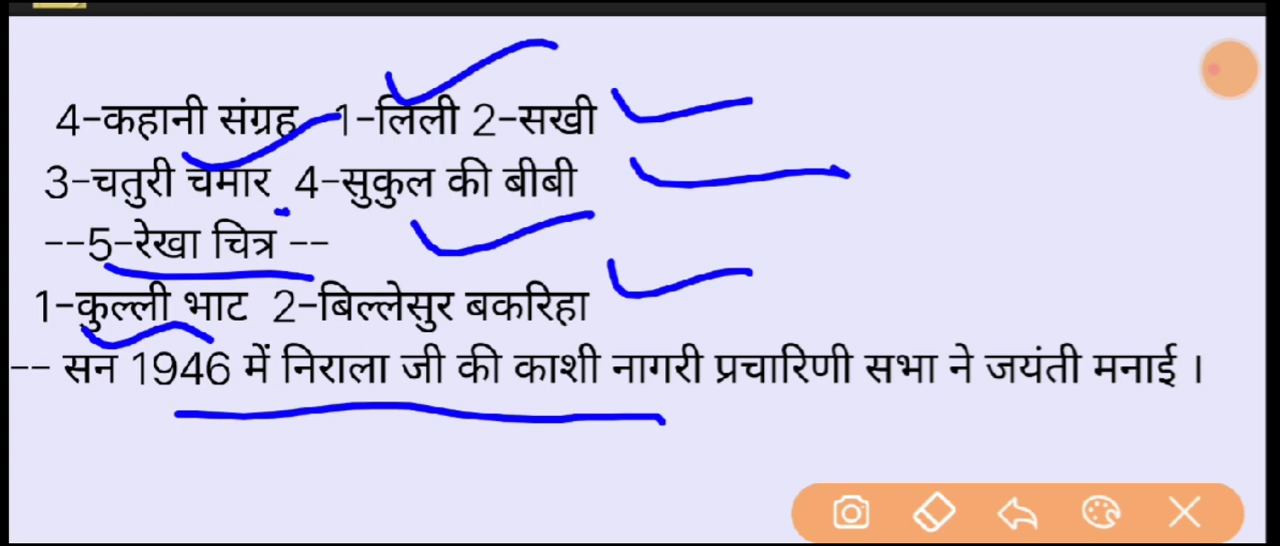 4-कहानी संग्रह 1-लिली 2-सखी
3-चतुरी चमार 4-सुकुल की बीबी
--5-रेखा चित्र --
1-कुल्ली भाट 2-बिल्लेसुर बकरिहा
-- सन 1946 में निराला जी की काशी नागरी प्रचारिणी सभा ने जयंती मनाई ।